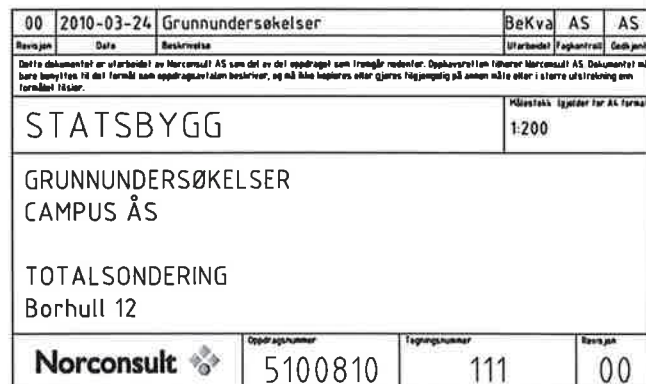 00 2010-03-24 Grunnundersøkelser BeKva AS AS
Revisjon Dato Beskrivelse Utarbeidet Fagkontroll Godkjent
Dette dokumentet er utarbeidet av Norconsult AS som del av det oppdraget som fremgår nedenfor. Opphavsretten tilhører Norconsult AS. Dokumentet må
bare benyttes til det formål som oppdragsavtalen beskriver, og må ikke kopieres eller gjøres tilgjengelig på annen måte eller i større utstrekning enn
formålet tilsier.
Målestokk (gjelder for A4 format)
STATSBYGG
1:200
GRUNNUNDERSØKELSER
CAMPUS ÅS
TOTALSONDERING
Borhull 12
Oppdragsnummer Tegningsnummer Revisjon
Norconsult 5100810 111 00